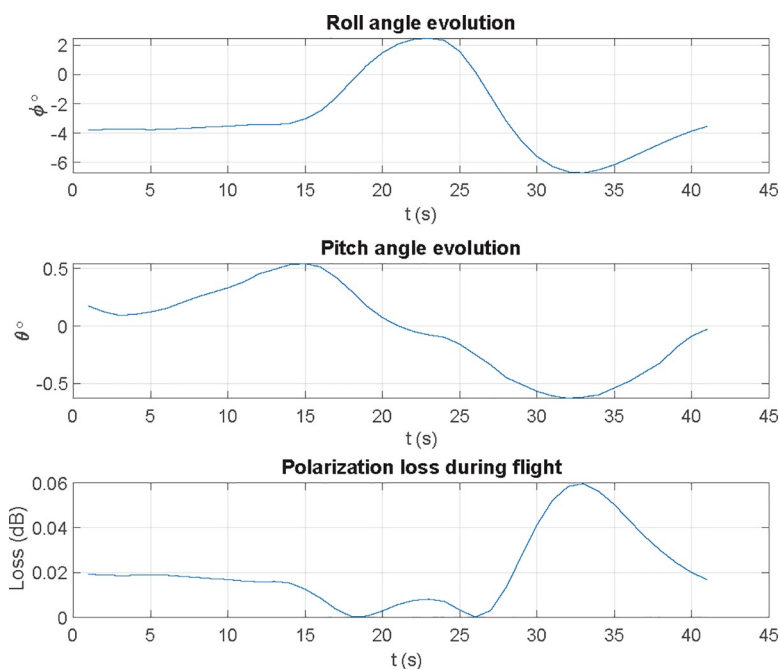 Roll angle evolution
2
0
-2
-4
-6
ϕ°
0 5 10 15 20 25 30 35 40 45
t (s)
Pitch angle evolution
0.5
0
-0.5
θ°
0 5 10 15 20 25 30 35 40 45
t (s)
Polarization loss during flight
0.06
0.04
0.02
0
Loss (dB)
0 5 10 15 20 25 30 35 40 45
t (s)